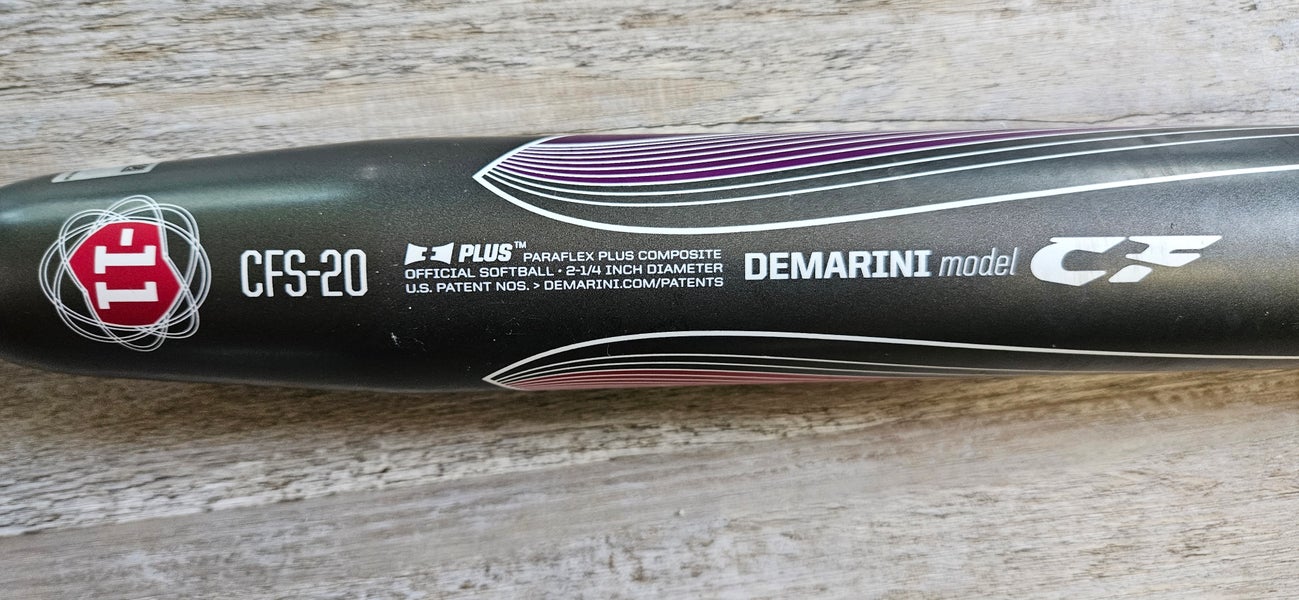 -11
CFS-20
PLUS™ PARAFLEX PLUS COMPOSITE
OFFICIAL SOFTBALL · 2-1/4 INCH DIAMETER
U.S. PATENT NOS. > DEMARINI.COM/PATENTS
DEMARINI model CF